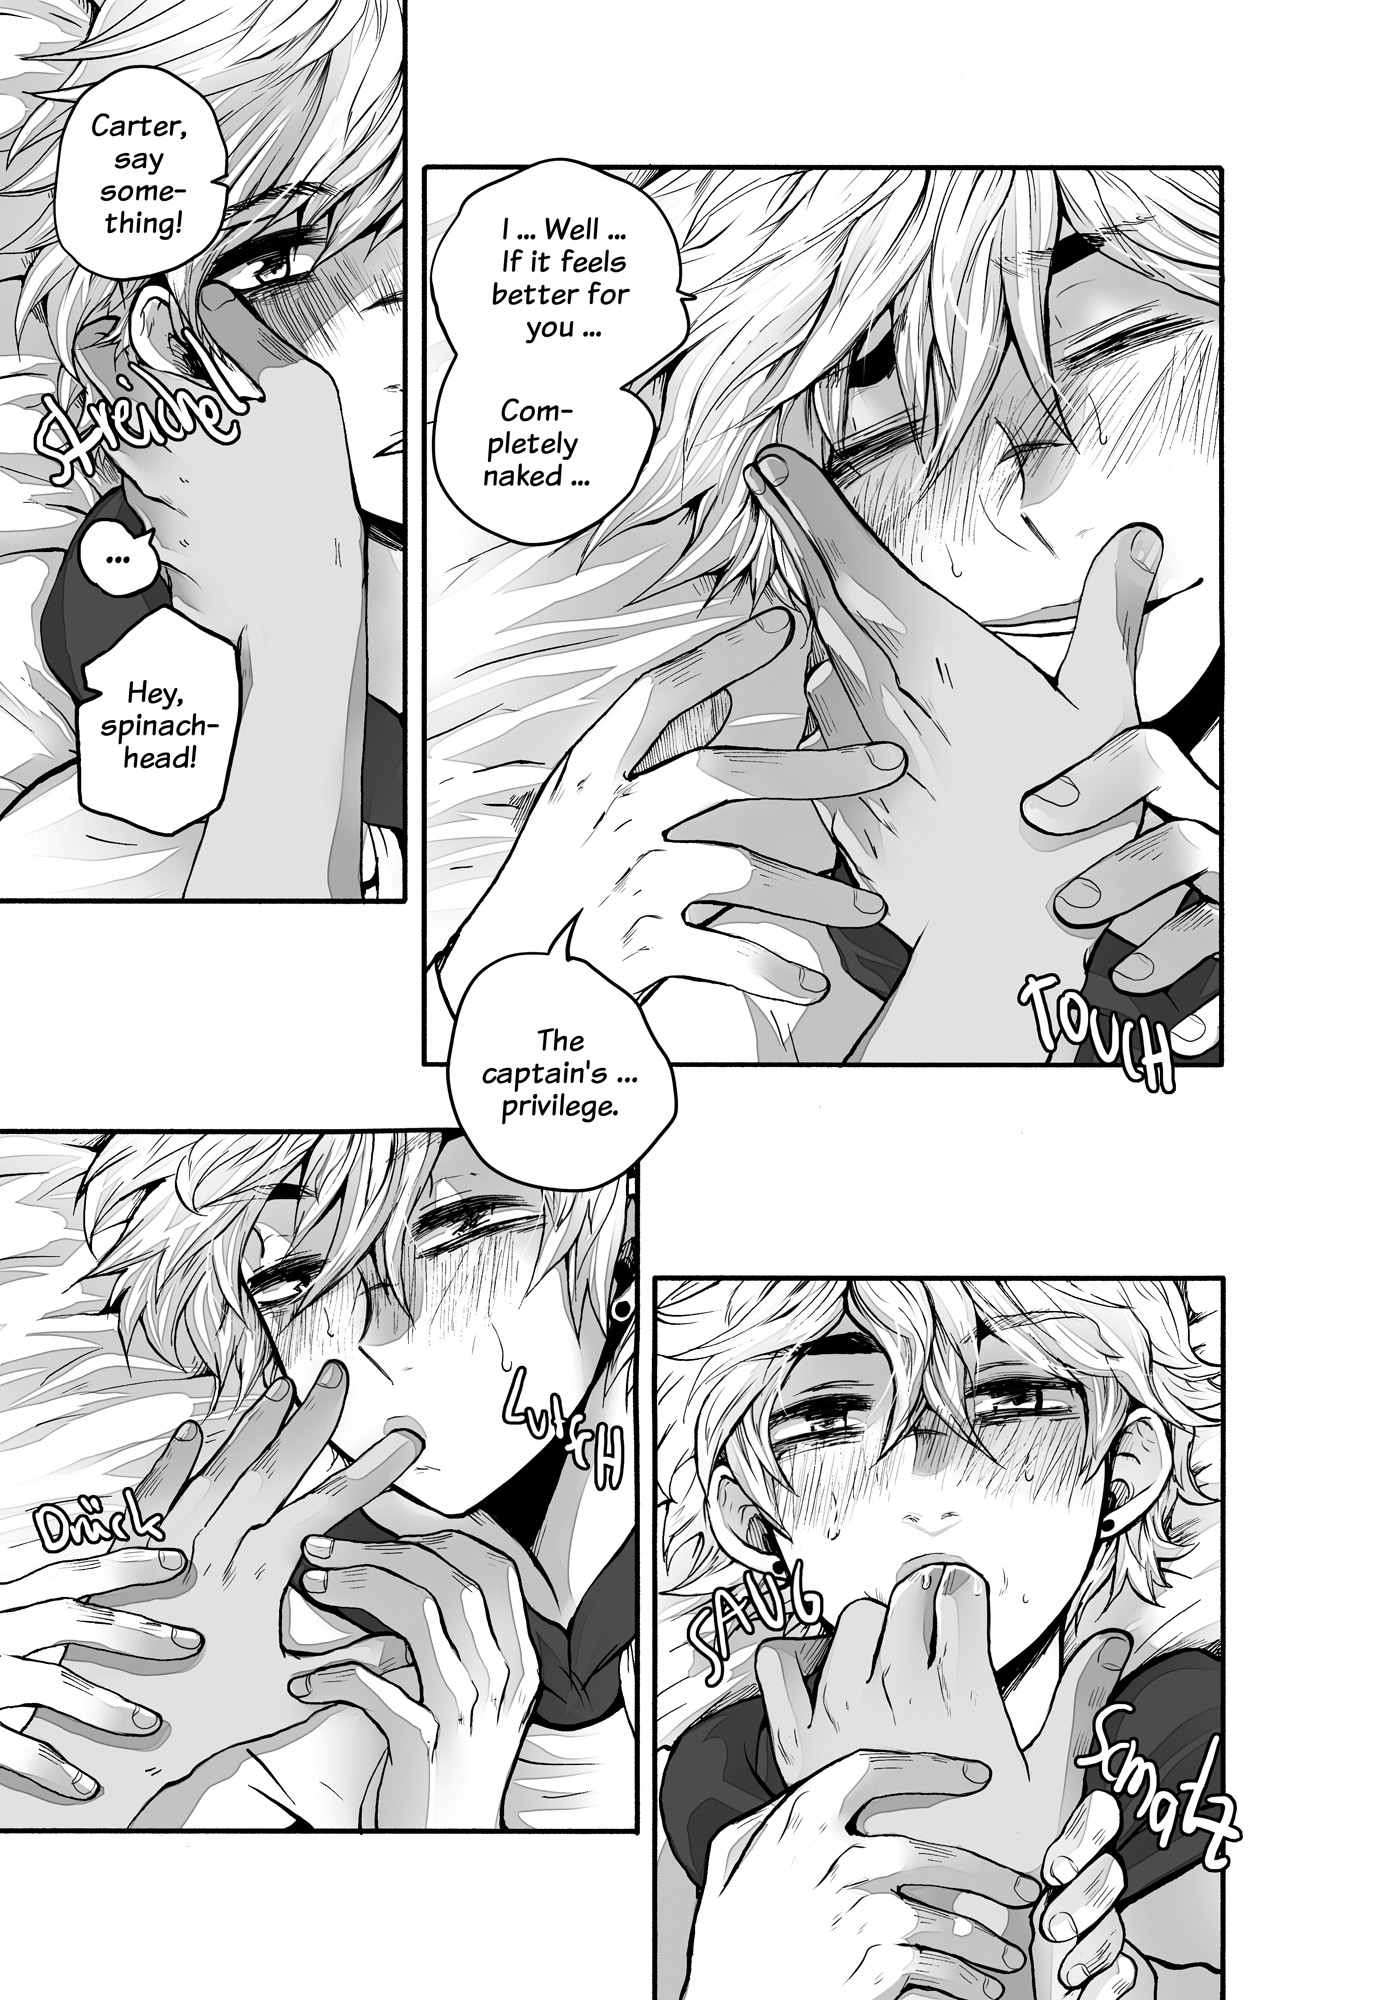 Carter,
say
some-
thing!
streichel
...
Hey,
spinach-
head!
I ... Well ...
If it feels
better for
you ...
Com-
pletely
naked ...
TOUCH
The
captain's ...
privilege.
Drück
LUTSCH
SAUG
Schmatz